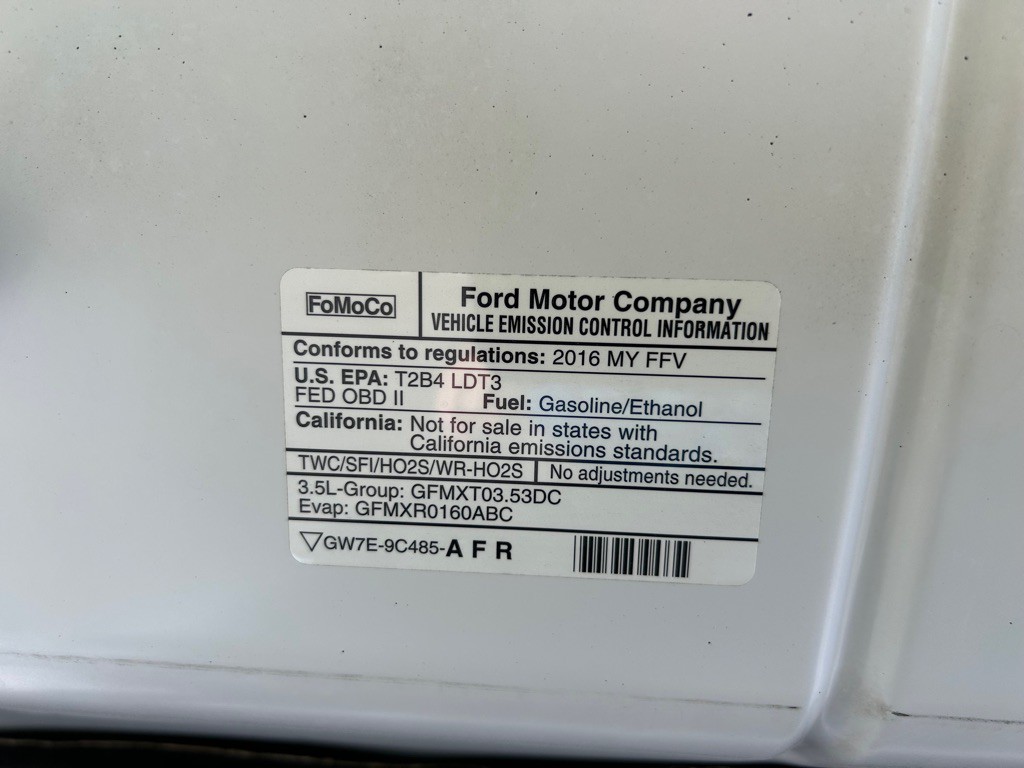 FoMoCo
Ford Motor Company
VEHICLE EMISSION CONTROL INFORMATION
Conforms to regulations: 2016 MY FFV
U.S. EPA: T2B4 LDT3
FED OBD II Fuel: Gasoline/Ethanol
California: Not for sale in states with
California emissions standards.
TWC/SFI/HO2S/WR-HO2S No adjustments needed.
3.5L-Group: GFMXT03.53DC
Evap: GFMXR0160ABC
▽GW7E-9C485-A F R